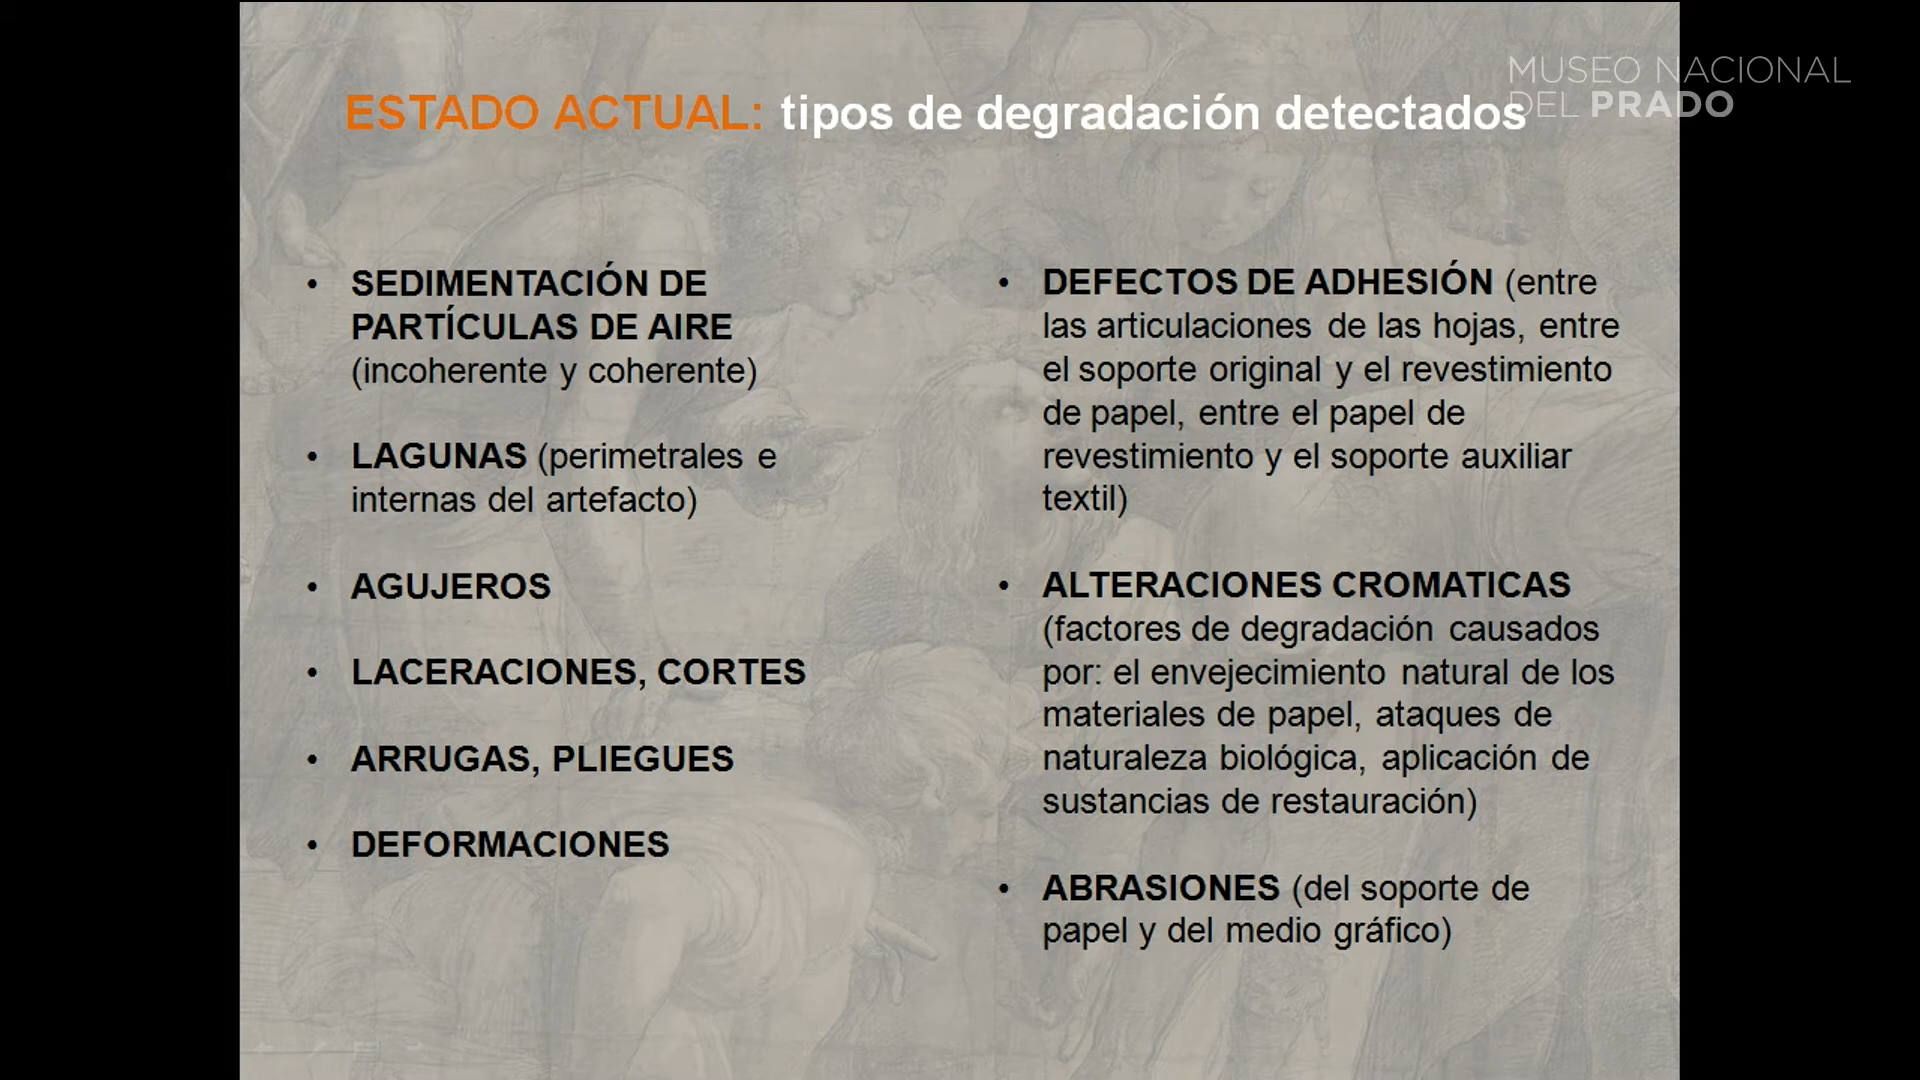 MUSEO NACIONAL
DEL PRADO
ESTADO ACTUAL: tipos de degradación detectados
• SEDIMENTACIÓN DE
PARTÍCULAS DE AIRE
(incoherente y coherente)
• LAGUNAS (perimetrales e
internas del artefacto)
• AGUJEROS
• LACERACIONES, CORTES
• ARRUGAS, PLIEGUES
• DEFORMACIONES
• DEFECTOS DE ADHESIÓN (entre
las articulaciones de las hojas, entre
el soporte original y el revestimiento
de papel, entre el papel de
revestimiento y el soporte auxiliar
textil)
• ALTERACIONES CROMATICAS
(factores de degradación causados
por: el envejecimiento natural de los
materiales de papel, ataques de
naturaleza biológica, aplicación de
sustancias de restauración)
• ABRASIONES (del soporte de
papel y del medio gráfico)